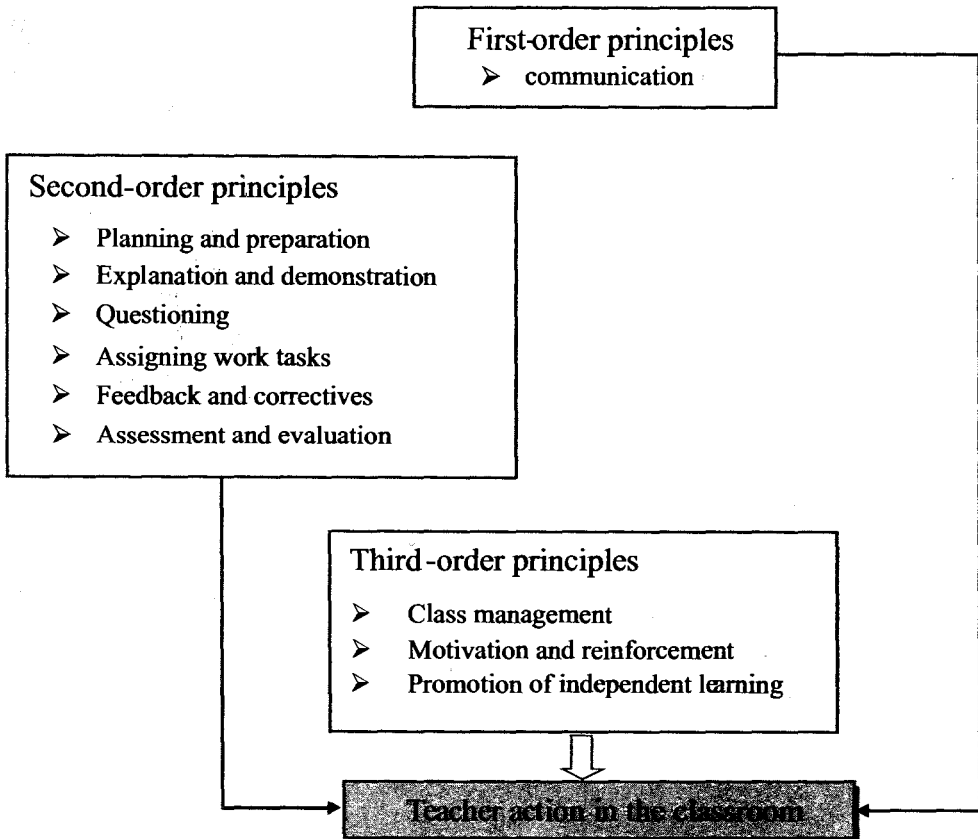 First-order principles
➢ communication
Second-order principles
➢ Planning and preparation
➢ Explanation and demonstration
➢ Questioning
➢ Assigning work tasks
➢ Feedback and correctives
➢ Assessment and evaluation
Third-order principles
➢ Class management
➢ Motivation and reinforcement
➢ Promotion of independent learning
Teacher action in the classroom